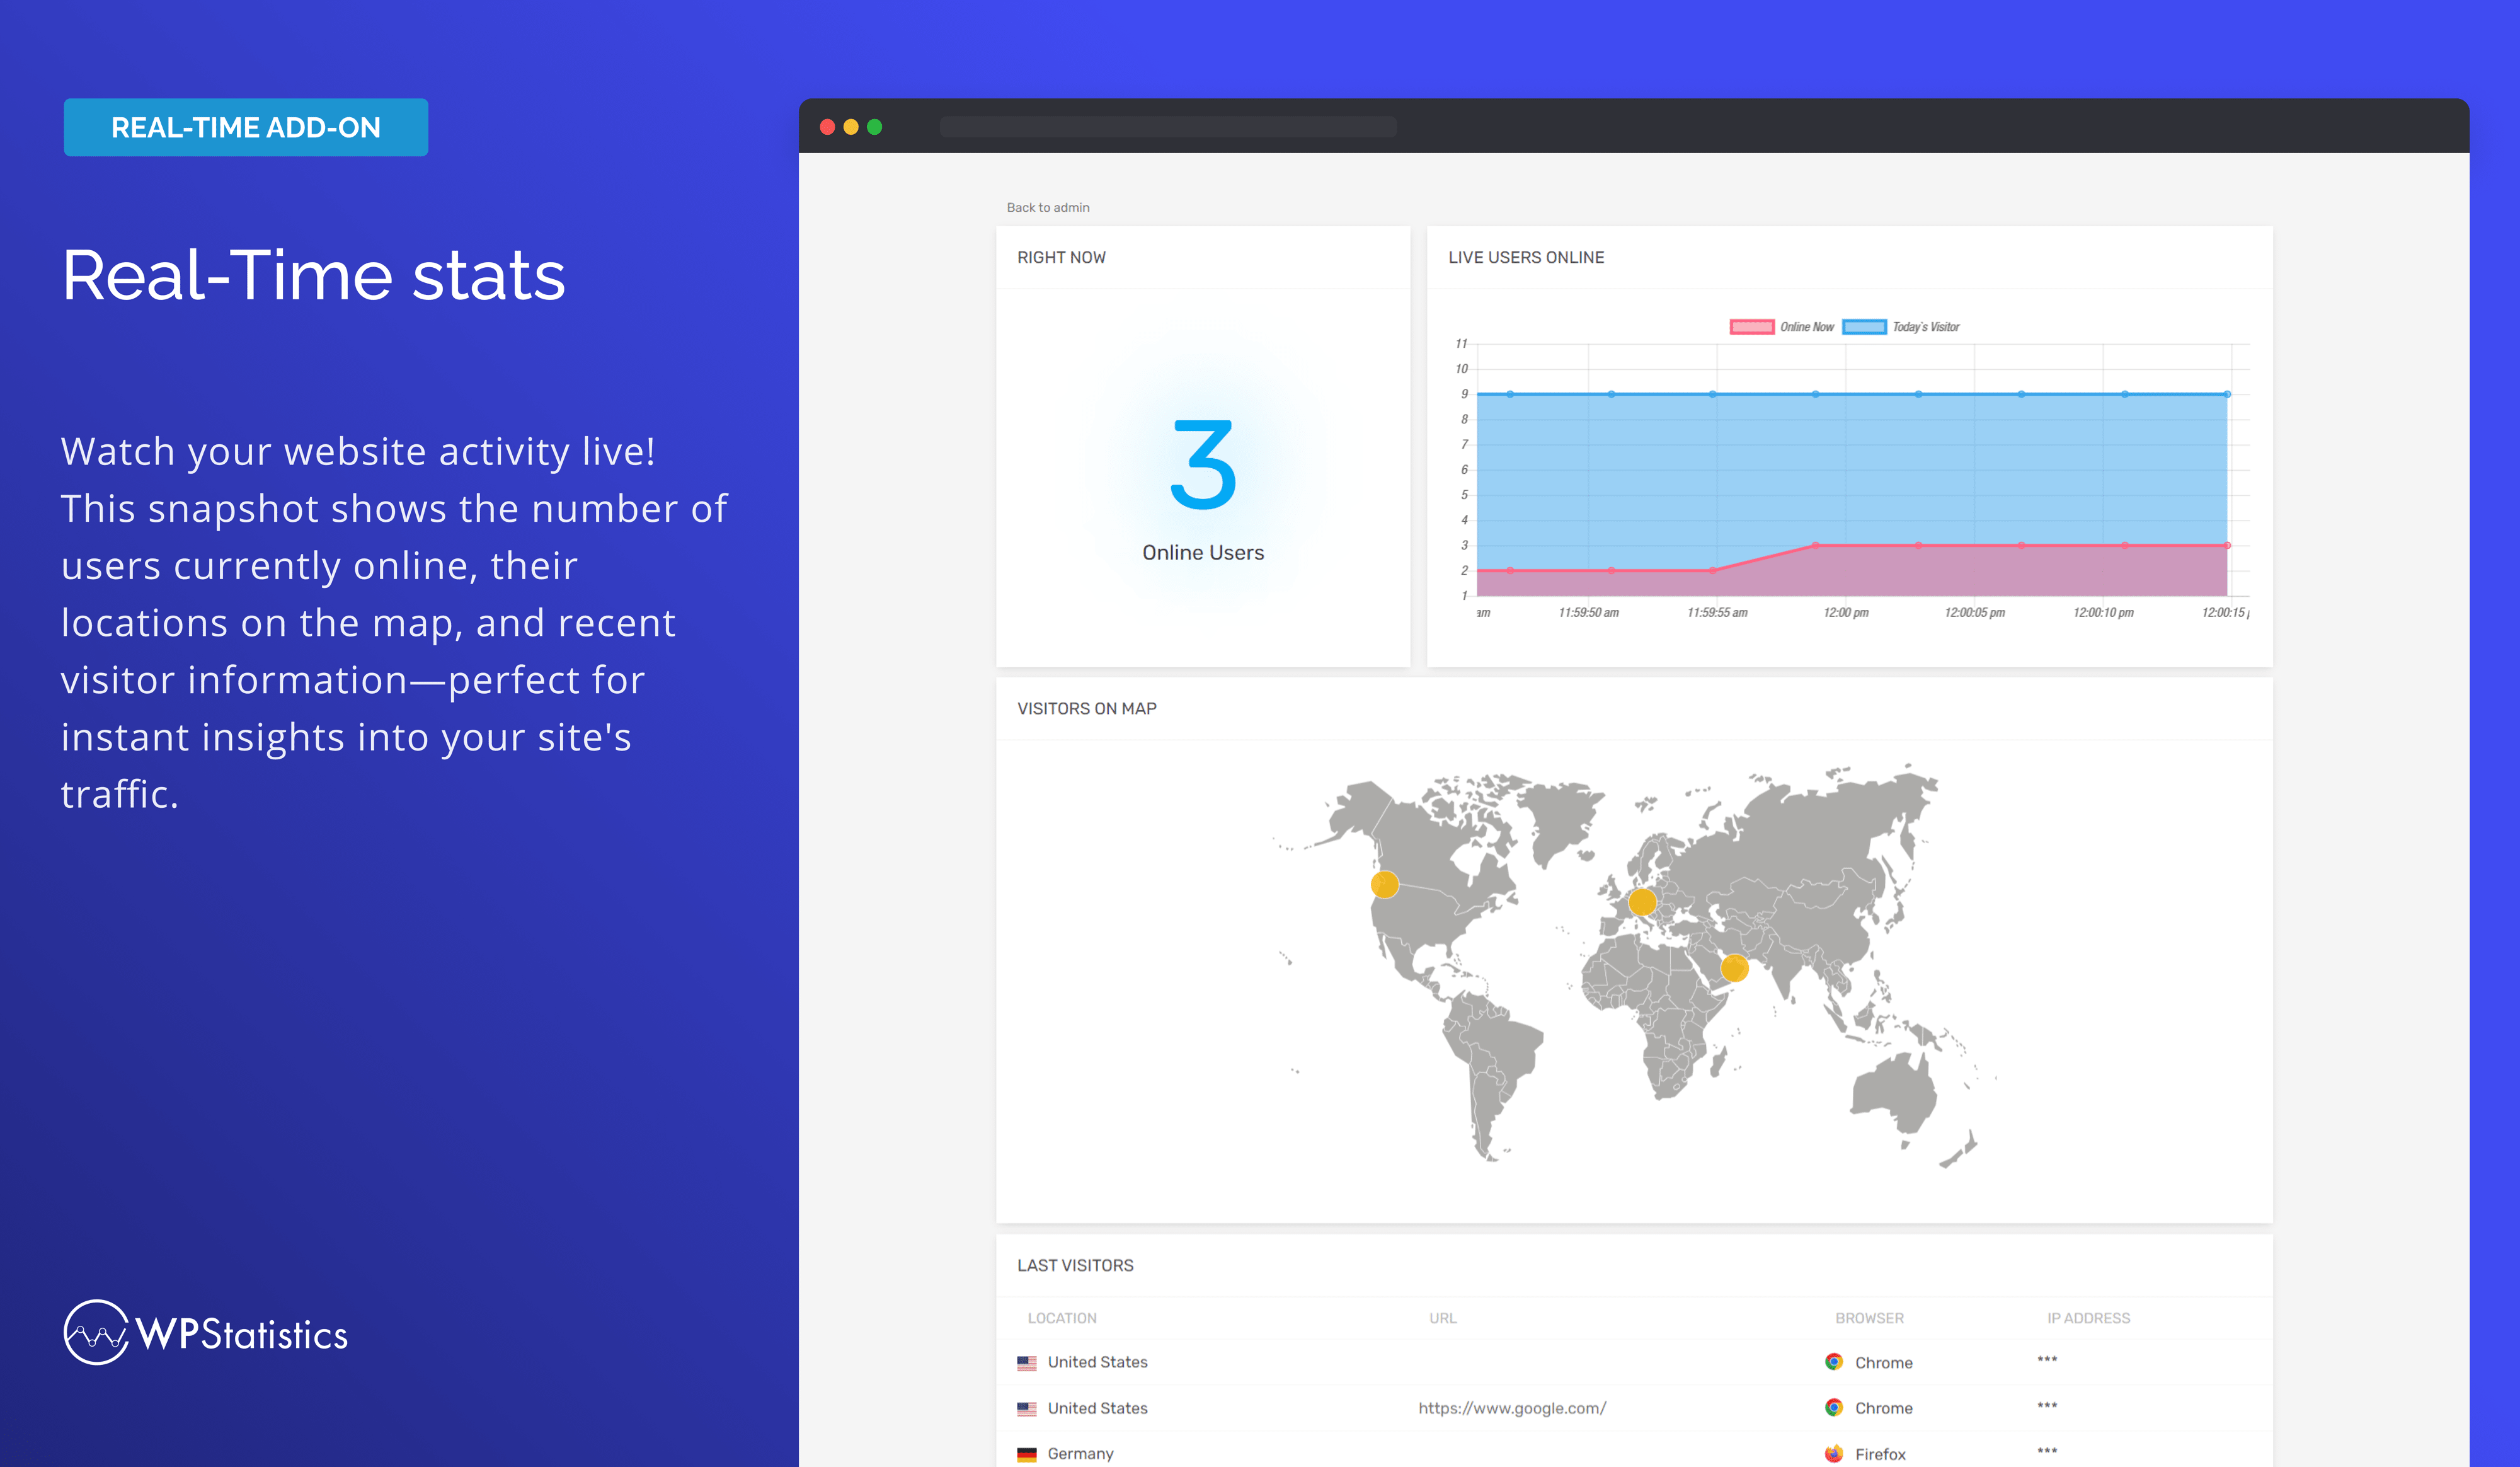 REAL-TIME ADD-ON
Real-Time stats
Watch your website activity live!
This snapshot shows the number of
users currently online, their
locations on the map, and recent
visitor information—perfect for
instant insights into your site's
traffic.
WPStatistics
Back to admin
RIGHT NOW
3
Online Users
LIVE USERS ONLINE
Online Now Today's Visitor
11
10
9
8
7
6
5
4
3
2
1
am 11:59:50 am 11:59:55 am 12:00 pm 12:00:05 pm 12:00:10 pm 12:00:15
VISITORS ON MAP
LAST VISITORS
LOCATION URL BROWSER IP ADDRESS
United States Chrome ***
United States https://www.google.com/ Chrome ***
Germany Firefox ***